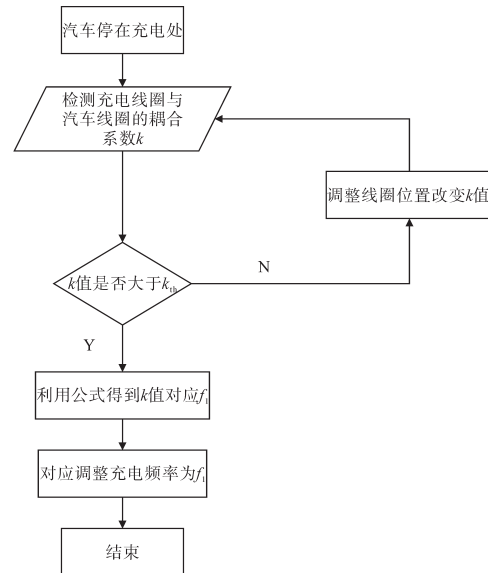 汽车停在充电处
检测充电线圈与
汽车线圈的耦合
系数k
调整线圈位置改变k值
k值是否大于kth
N
Y
利用公式得到k值对应f1
对应调整充电频率为f1
结束